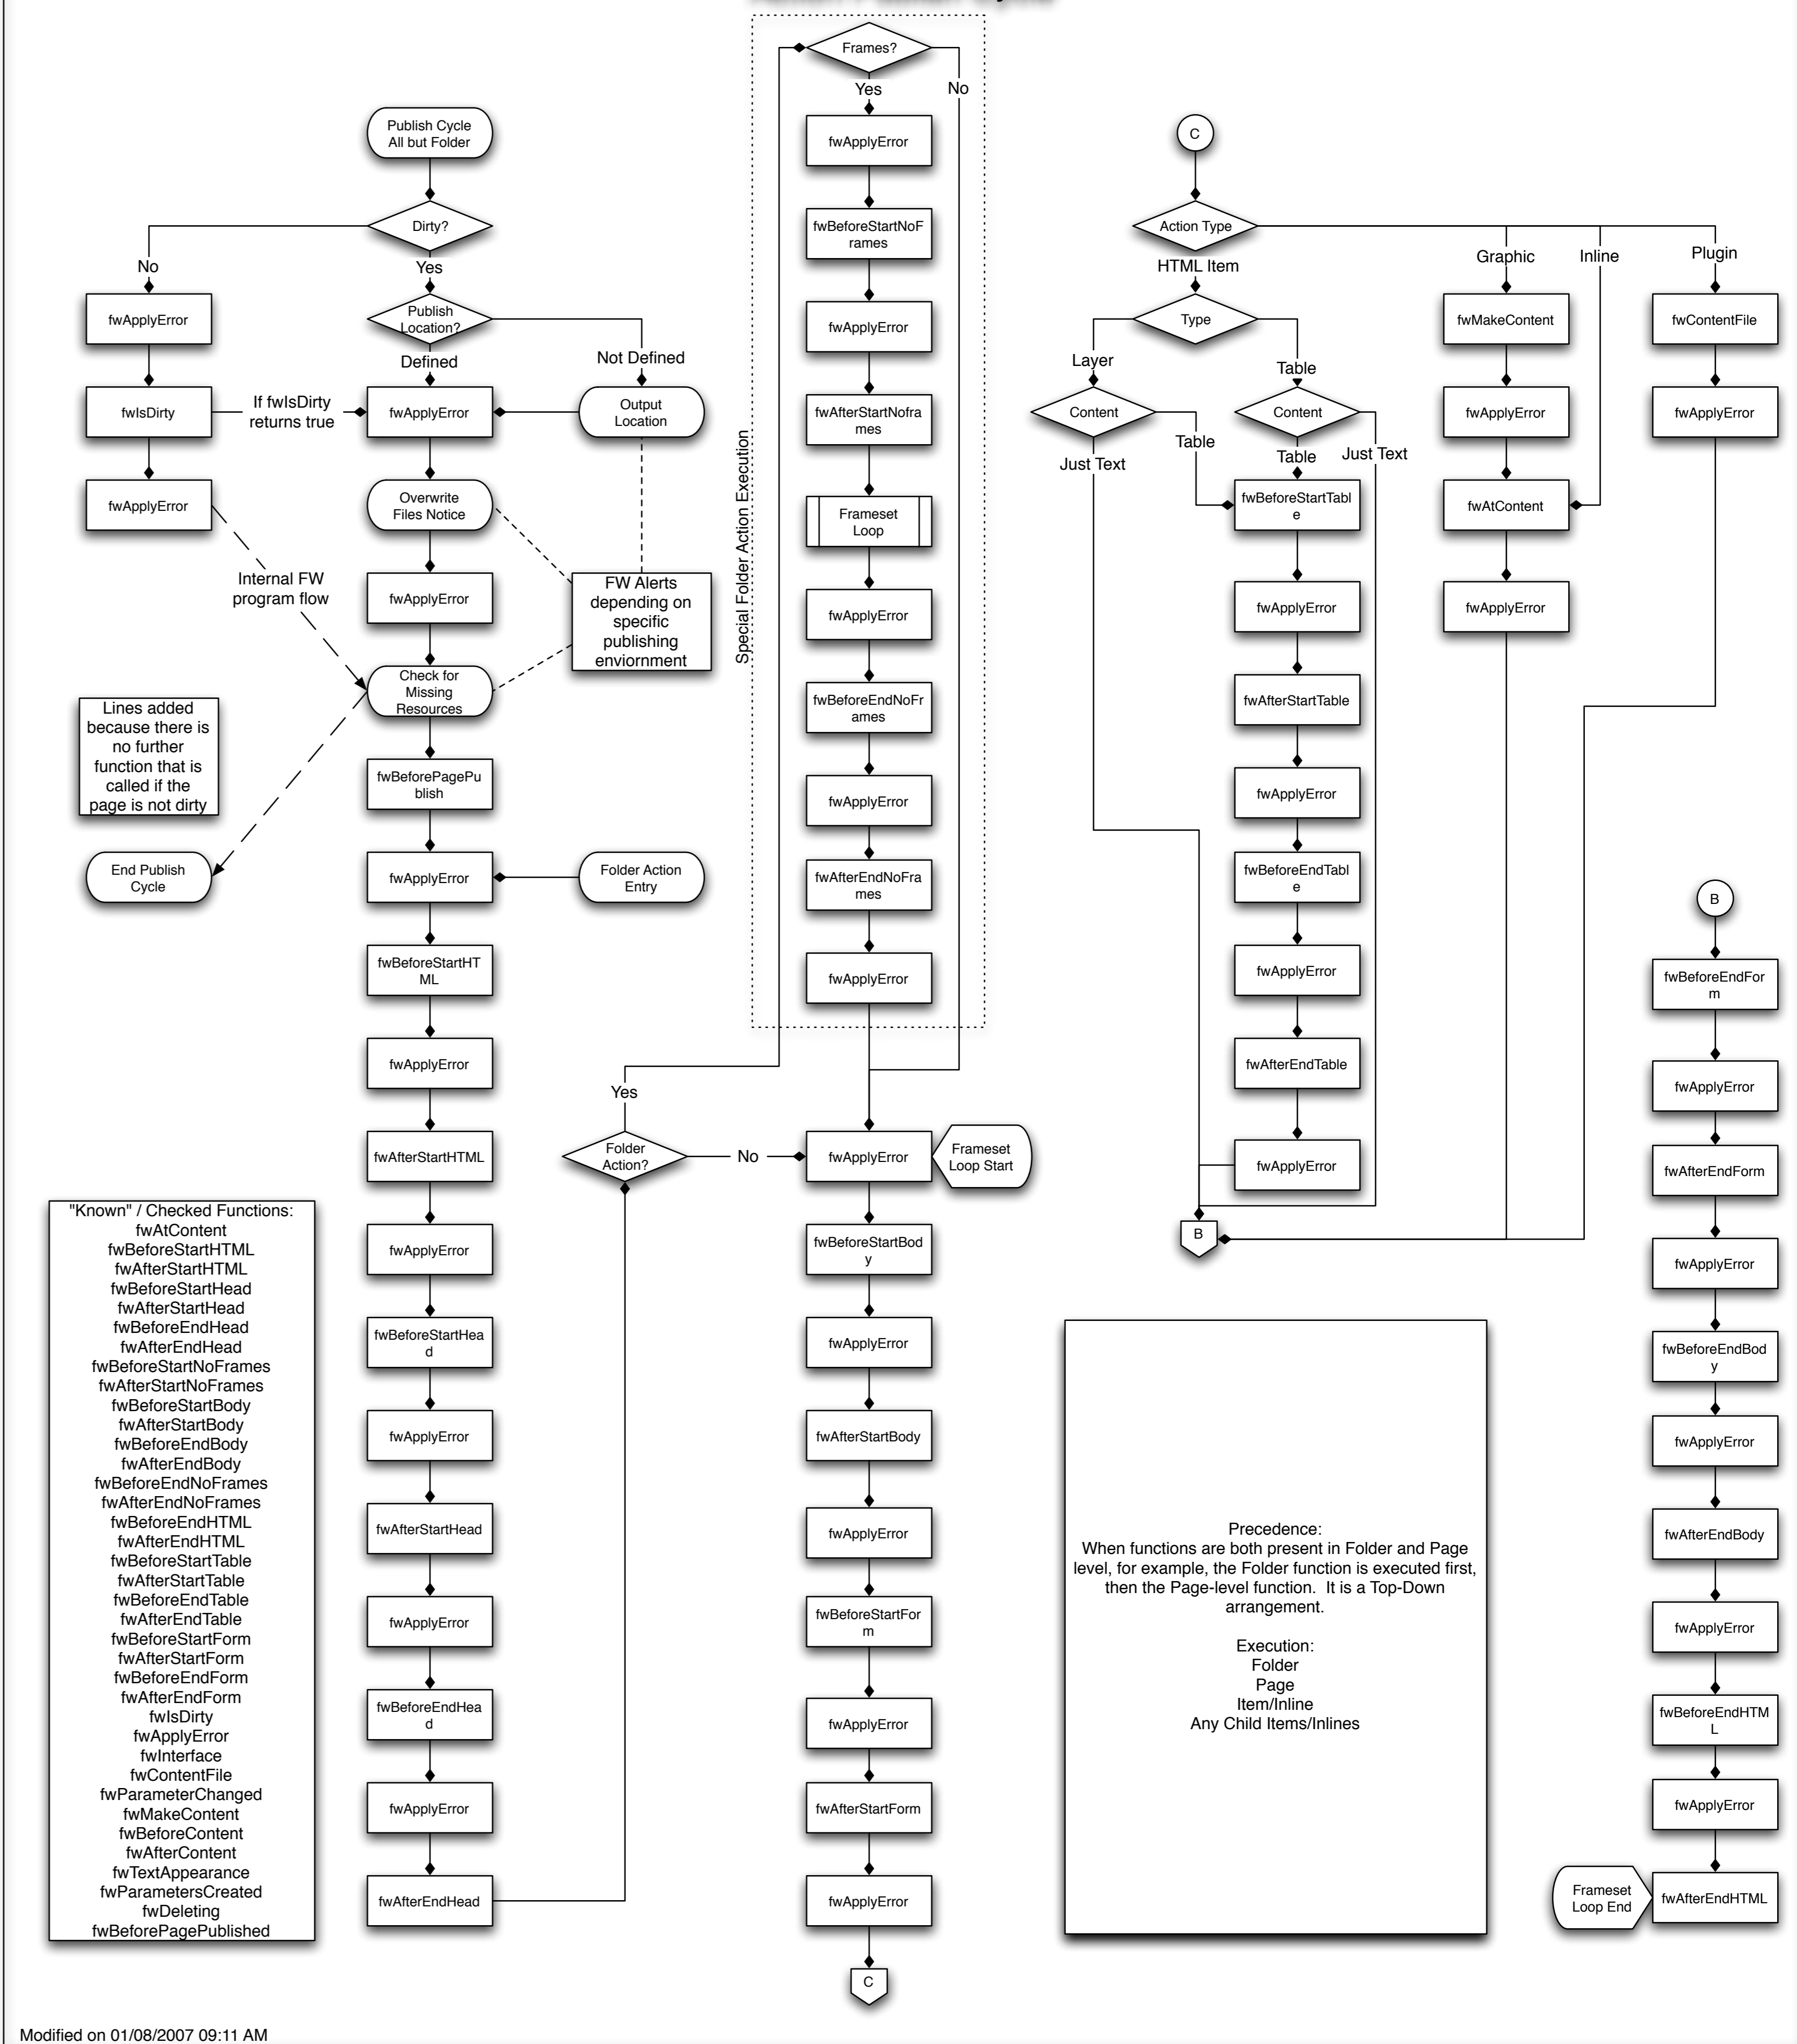 Frames?
Yes
No
fwApplyError
fwBeforeStartNoF
rames
fwApplyError
fwAfterStartNofra
mes
Frameset
Loop
fwApplyError
fwBeforeEndNoFr
ames
fwApplyError
fwAfterEndNoFra
mes
fwApplyError
Special Folder Action Execution
Publish Cycle
All but Folder
Dirty?
No
Yes
fwApplyError
fwIsDirty
If fwIsDirty
returns true
fwApplyError
Internal FW
program flow
Publish
Location?
Defined
Not Defined
fwApplyError
Output
Location
Overwrite
Files Notice
fwApplyError
FW Alerts
depending on
specific
publishing
enviornment
Check for
Missing
Resources
Lines added
because there is
no further
function that is
called if the
page is not dirty
End Publish
Cycle
fwBeforePagePu
blish
fwApplyError
Folder Action
Entry
fwBeforeStartHT
ML
fwApplyError
fwAfterStartHTML
fwApplyError
fwBeforeStartHea
d
fwApplyError
fwAfterStartHead
fwApplyError
fwBeforeEndHea
d
fwApplyError
fwAfterEndHead
Folder
Action?
Yes
No
fwApplyError
Frameset
Loop Start
fwBeforeStartBod
y
fwApplyError
fwAfterStartBody
fwApplyError
fwBeforeStartFor
m
fwApplyError
fwAfterStartForm
fwApplyError
C
C
Action Type
HTML Item
Graphic
Inline
Plugin
Type
Layer
Table
Content
Content
Table
Just Text
Table
Just Text
fwBeforeStartTabl
e
fwApplyError
fwAfterStartTable
fwApplyError
fwBeforeEndTabl
e
fwApplyError
fwAfterEndTable
fwApplyError
B
fwMakeContent
fwApplyError
fwAtContent
fwApplyError
fwContentFile
fwApplyError
B
fwBeforeEndFor
m
fwApplyError
fwAfterEndForm
fwApplyError
fwBeforeEndBod
y
fwApplyError
fwAfterEndBody
fwApplyError
fwBeforeEndHTM
L
fwApplyError
fwAfterEndHTML
Frameset
Loop End
"Known" / Checked Functions:
fwAtContent
fwBeforeStartHTML
fwAfterStartHTML
fwBeforeStartHead
fwAfterStartHead
fwBeforeEndHead
fwAfterEndHead
fwBeforeStartNoFrames
fwAfterStartNoFrames
fwBeforeStartBody
fwAfterStartBody
fwBeforeEndBody
fwAfterEndBody
fwBeforeEndNoFrames
fwAfterEndNoFrames
fwBeforeEndHTML
fwAfterEndHTML
fwBeforeStartTable
fwAfterStartTable
fwBeforeEndTable
fwAfterEndTable
fwBeforeStartForm
fwAfterStartForm
fwBeforeEndForm
fwAfterEndForm
fwIsDirty
fwApplyError
fwInterface
fwContentFile
fwParameterChanged
fwMakeContent
fwBeforeContent
fwAfterContent
fwTextAppearance
fwParametersCreated
fwDeleting
fwBeforePagePublished
Precedence:
When functions are both present in Folder and Page
level, for example, the Folder function is executed first,
then the Page-level function.  It is a Top-Down
arrangement.
Execution:
Folder
Page
Item/Inline
Any Child Items/Inlines
Modified on 01/08/2007 09:11 AM